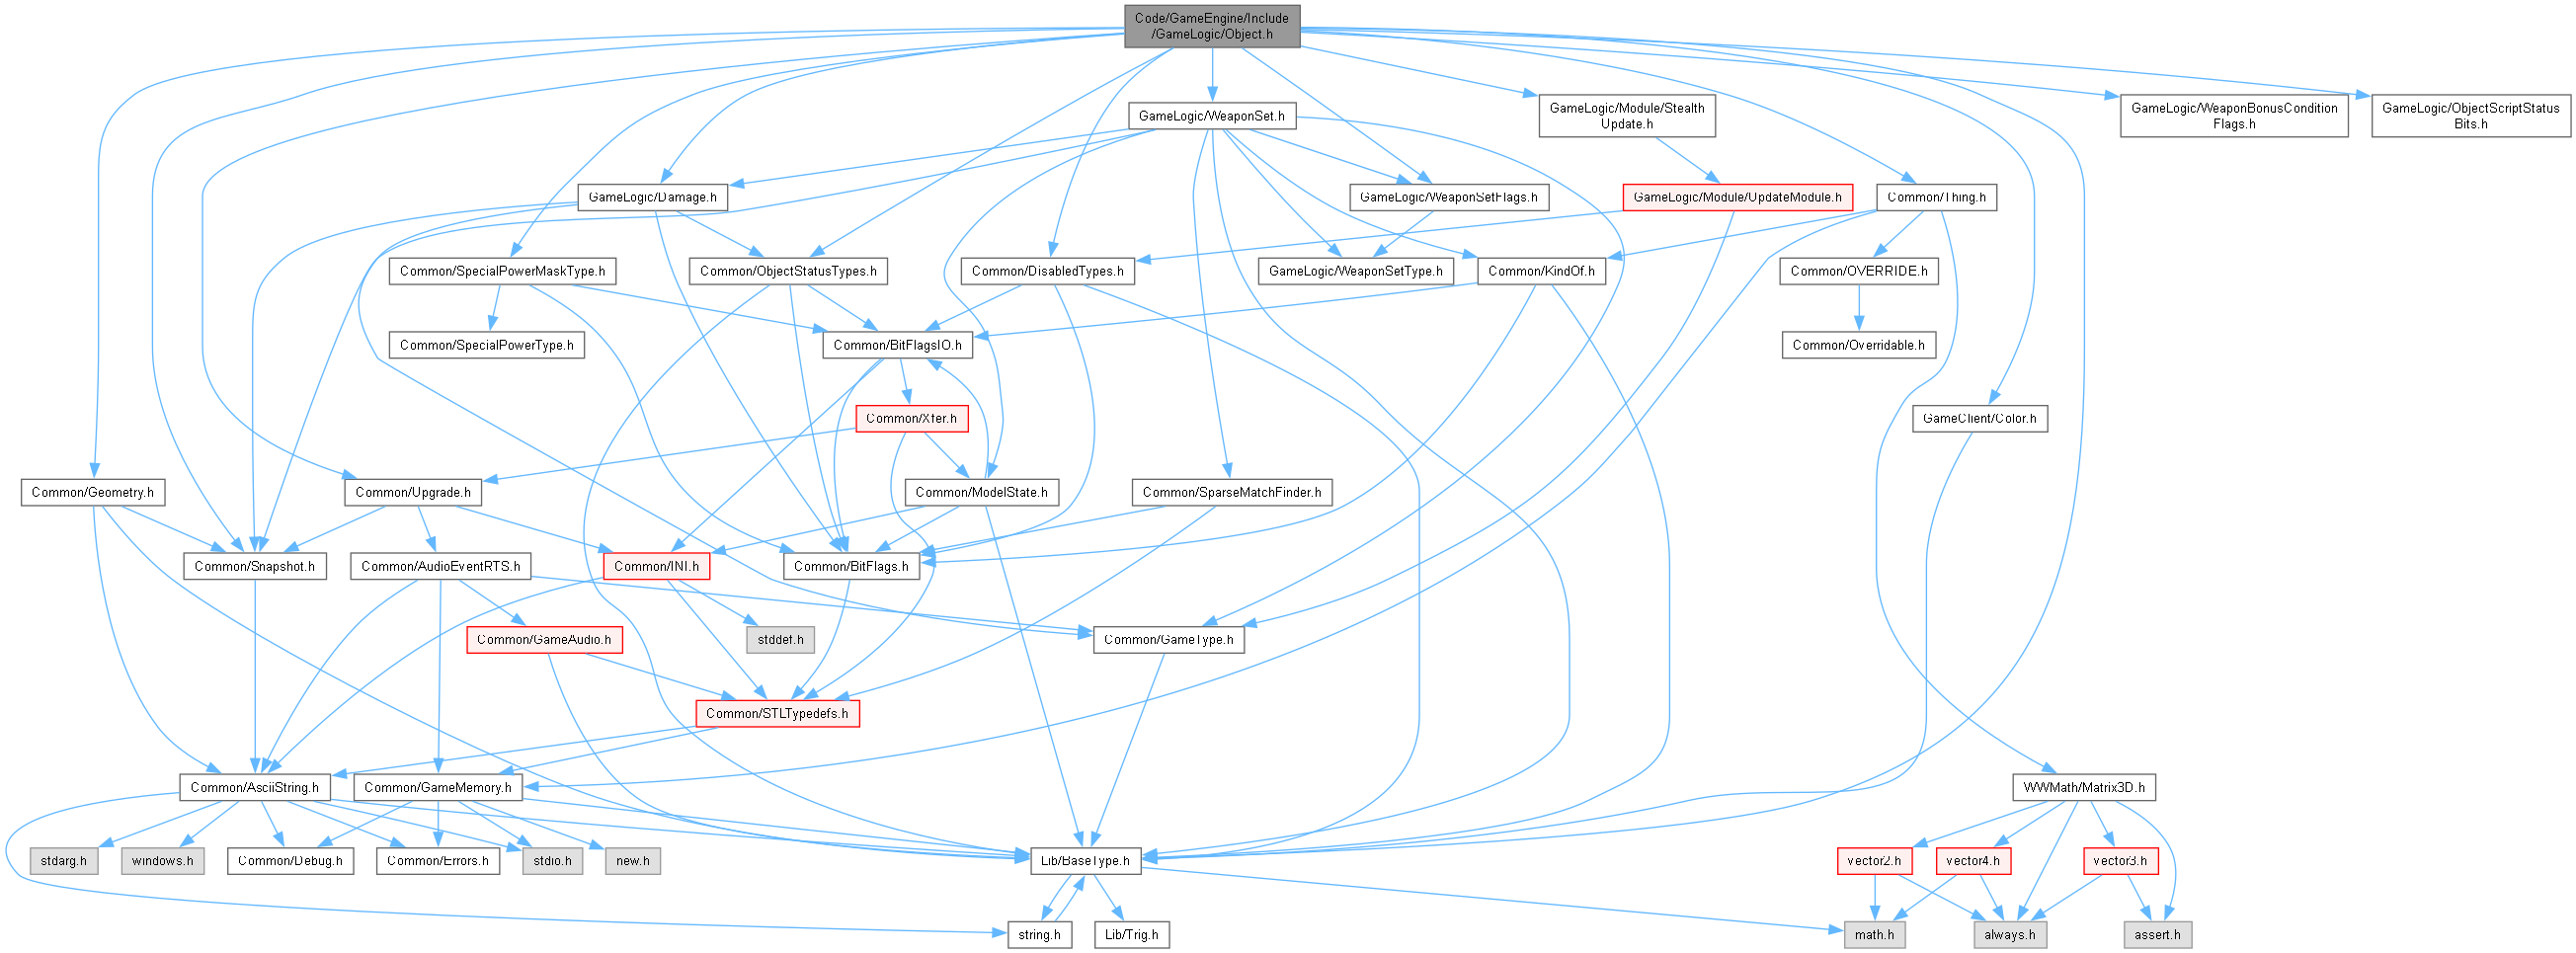 Code/GameEngine/Include
/GameLogic/Object.h
GameLogic/WeaponSet.h
GameLogic/Module/Stealth
Update.h
GameLogic/WeaponBonusCondition
Flags.h
GameLogic/ObjectScriptStatus
Bits.h
GameLogic/Damage.h
GameLogic/WeaponSetFlags.h
GameLogic/Module/UpdateModule.h
Common/Thing.h
Common/SpecialPowerMaskType.h
Common/ObjectStatusTypes.h
Common/DisabledTypes.h
GameLogic/WeaponSetType.h
Common/KindOf.h
Common/OVERRIDE.h
Common/SpecialPowerType.h
Common/BitFlagsIO.h
Common/Overridable.h
Common/Xfer.h
GameClient/Color.h
Common/Geometry.h
Common/Upgrade.h
Common/ModelState.h
Common/SparseMatchFinder.h
Common/Snapshot.h
Common/AudioEventRTS.h
Common/INI.h
Common/BitFlags.h
Common/GameAudio.h
stddef.h
Common/GameType.h
Common/STLTypedefs.h
Common/AsciiString.h
Common/GameMemory.h
WWMath/Matrix3D.h
stdarg.h
windows.h
Common/Debug.h
Common/Errors.h
stdio.h
new.h
Lib/BaseType.h
vector2.h
vector4.h
vector3.h
string.h
Lib/Trig.h
math.h
always.h
assert.h